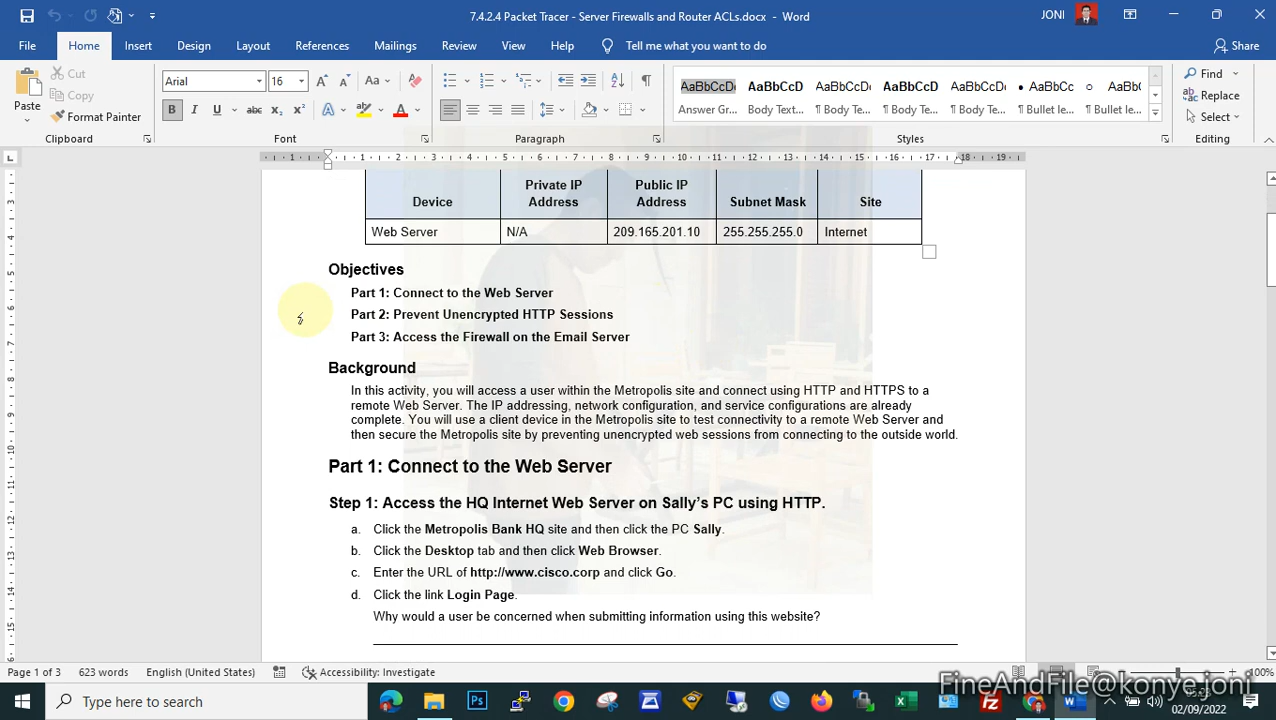 7.4.2.4 Packet Tracer - Server Firewalls and Router ACLs.docx - Word
JONI
File Home Insert Design Layout References Mailings Review View Help Tell me what you want to do Share
Paste
Cut
Copy
Format Painter
Clipboard
Arial 16
Font
Paragraph
AaBbCcDc AaBbCcD AaBbCcDc AaBbCcD AaBbCcDc AaBbCcD AaBbC
Answer Gr... Body Text... ¶ Body Te... ¶ Body Te... ¶ Body Te... ¶ Bullet le... ¶ Bullet le...
Styles
Find
Replace
Select
Editing
Device Private IP Address Public IP Address Subnet Mask Site
Web Server N/A 209.165.201.10 255.255.255.0 Internet
Objectives
Part 1: Connect to the Web Server
Part 2: Prevent Unencrypted HTTP Sessions
Part 3: Access the Firewall on the Email Server
Background
In this activity, you will access a user within the Metropolis site and connect using HTTP and HTTPS to a
remote Web Server. The IP addressing, network configuration, and service configurations are already
complete. You will use a client device in the Metropolis site to test connectivity to a remote Web Server and
then secure the Metropolis site by preventing unencrypted web sessions from connecting to the outside world.
Part 1: Connect to the Web Server
Step 1: Access the HQ Internet Web Server on Sally's PC using HTTP.
a. Click the Metropolis Bank HQ site and then click the PC Sally.
b. Click the Desktop tab and then click Web Browser.
c. Enter the URL of http://www.cisco.corp and click Go.
d. Click the link Login Page.
Why would a user be concerned when submitting information using this website?
Page 1 of 3 623 words English (United States) Accessibility: Investigate 100%
FineAndFile@konye.joni
Type here to search
02/09/2022